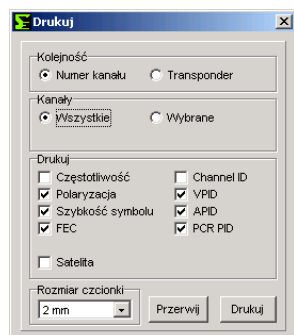 Drukuj
Kolejność
Numer kanału Transponder
Kanały
Wszystkie Wybrane
Drukuj
Częstotliwość Channel ID
Polaryzacja VPID
Szybkość symbolu APID
FEC PCR PID
Satelita
Rozmiar czcionki
2 mm Przerwij Drukuj